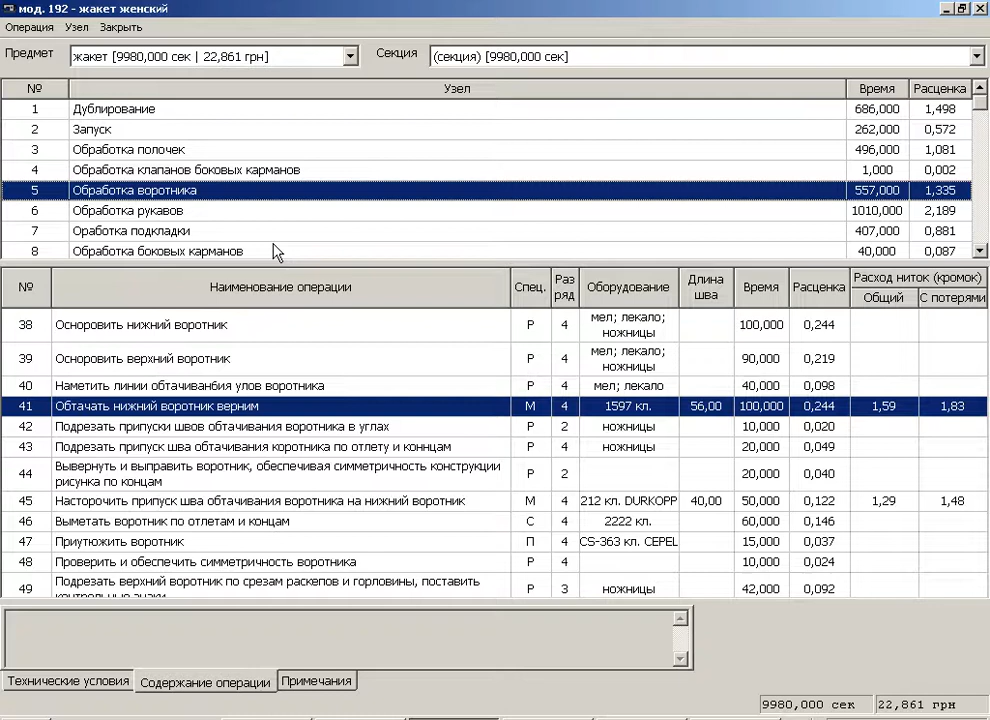 мод. 192 - жакет женский
Операция Узел Закрыть
Предмет жакет [9980,000 сек | 22,861 грн] Секция (секция) [9980,000 сек]
№ Узел Время Расценка
1 Дублирование 686,000 1,498
2 Запуск 262,000 0,572
3 Обработка полочек 496,000 1,081
4 Обработка клапанов боковых карманов 1,000 0,002
5 Обработка воротника 557,000 1,335
6 Обработка рукавов 1010,000 2,189
7 Оработка подкладки 407,000 0,881
8 Обработка боковых карманов 40,000 0,087
№ Наименование операции Спец. Раз ряд Оборудование Длина шва Время Расценка Расход ниток (кромок)
Общий С потерями
38 Осноровить нижний воротник Р 4 мел; лекало; ножницы 100,000 0,244
39 Осноровить верхний воротник Р 4 мел; лекало; ножницы 90,000 0,219
40 Наметить линии обтачиван6ия улов воротника Р 4 мел; лекало 40,000 0,098
41 Обтачать нижний воротник верним М 4 1597 кл. 56,00 100,000 0,244 1,59 1,83
42 Подрезать припуски швов обтачивания воротника в углах Р 2 ножницы 10,000 0,020
43 Подрезать припуск шва обтачивания коротника по отлету и коннцам Р 4 ножницы 20,000 0,049
44 Вывернуть и выправить воротник, обеспечивая симметричность конструкции
рисунка по концам Р 2 20,000 0,040
45 Насторочить припуск шва обтачивания воротника на нижний воротник М 4 212 кл. DURKOPP 40,00 50,000 0,122 1,29 1,48
46 Выметать воротник по отлетам и концам С 4 2222 кл. 60,000 0,146
47 Приутюжить воротник П 4 CS-363 кл. CEPEL 15,000 0,037
48 Проверить и обеспечить симметричность воротника Р 4 10,000 0,024
49 Подрезать верхний воротник по срезам раскепов и горловины, поставить
контрольные знаки Р 3 ножницы 42,000 0,092
Технические условия Содержание операции Примечания
9980,000 сек 22,861 грн